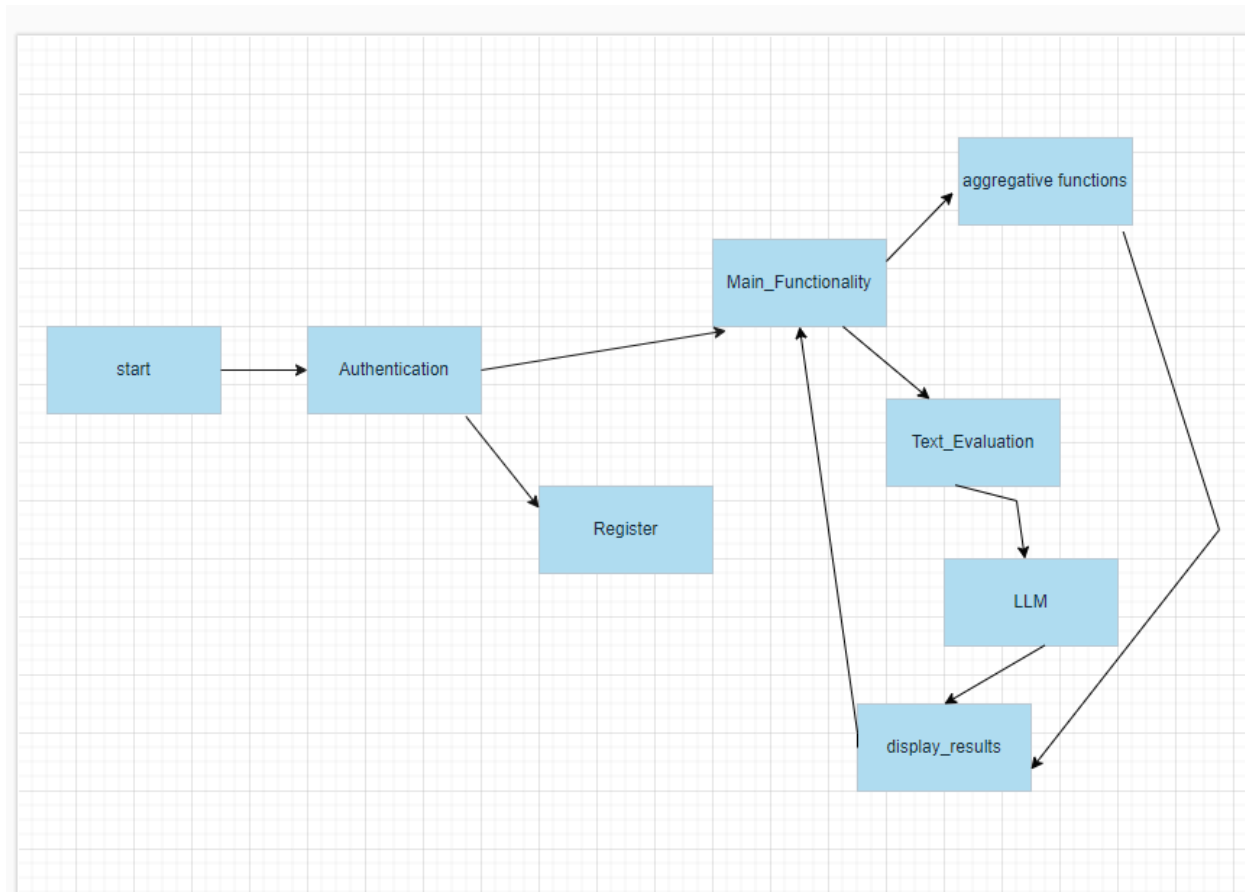 aggregative functions
Main_Functionality
start
Authentication
Text_Evaluation
Register
LLM
display_results